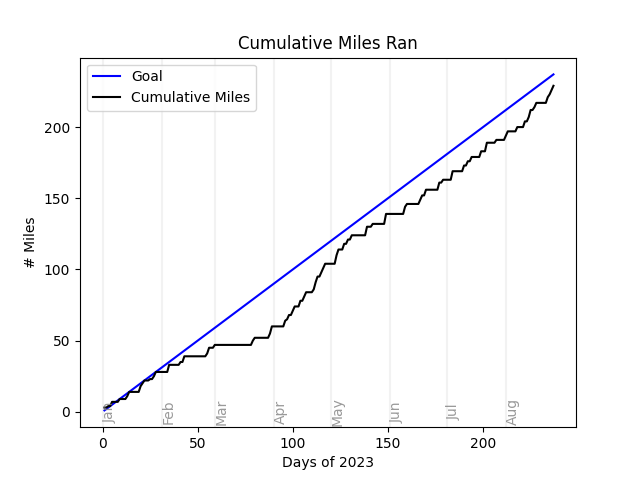 Cumulative Miles Ran
Goal
Cumulative Miles
# Miles
200
150
100
50
0
Jan
Feb
Mar
Apr
May
Jun
Jul
Aug
0
50
100
150
200
Days of 2023